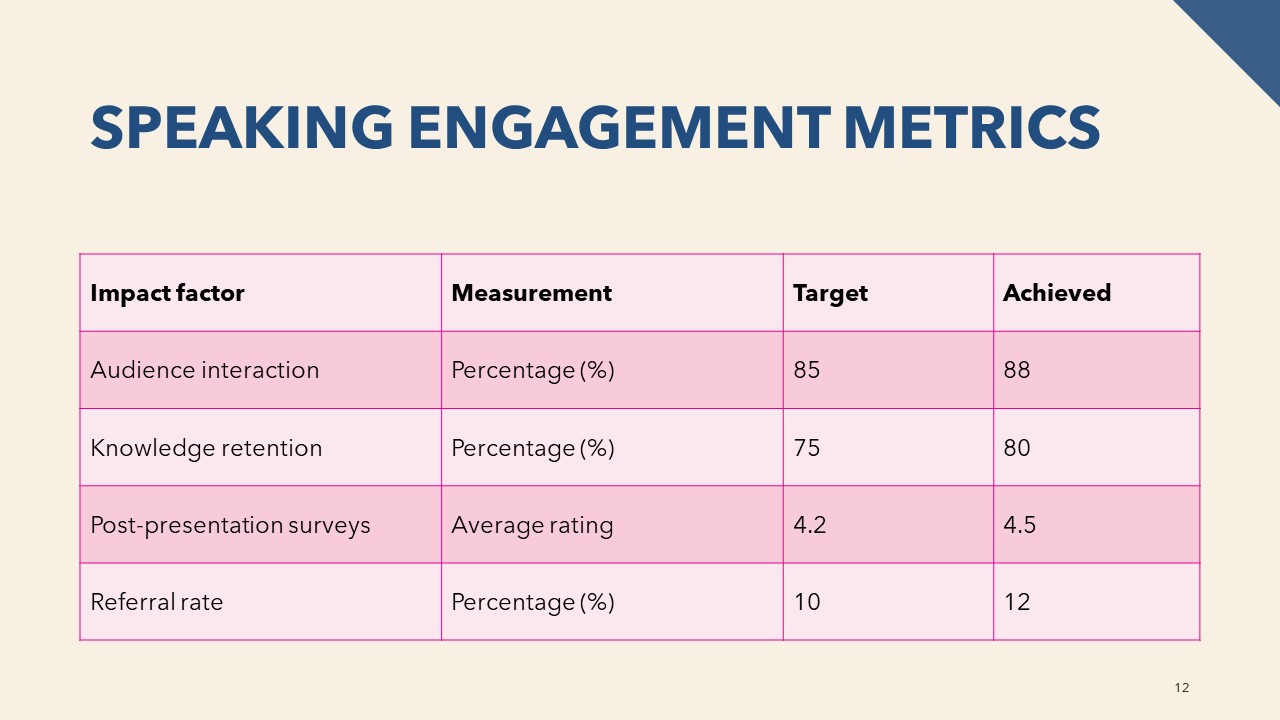 SPEAKING ENGAGEMENT METRICS
Impact factor Measurement Target Achieved
Audience interaction Percentage (%) 85 88
Knowledge retention Percentage (%) 75 80
Post-presentation surveys Average rating 4.2 4.5
Referral rate Percentage (%) 10 12
12